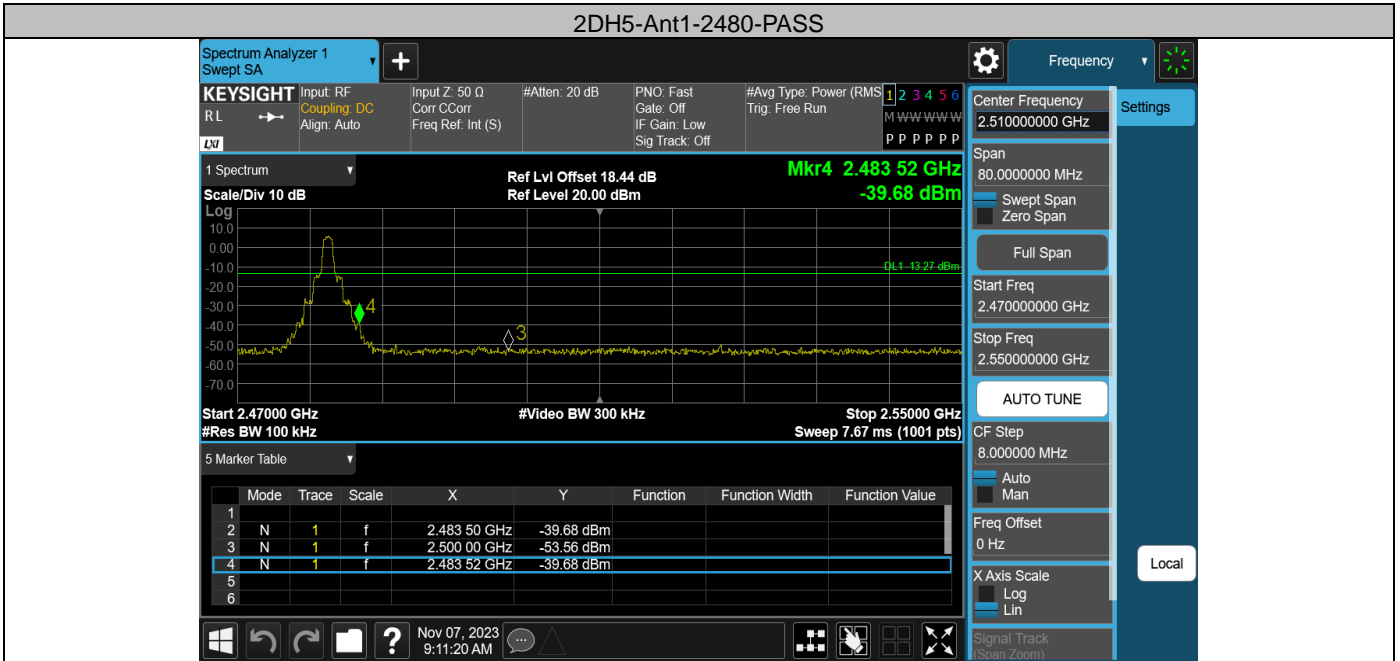 2DH5-Ant1-2480-PASS
Spectrum Analyzer 1
Swept SA
+
Frequency
KEYSIGHT
RL
LXI
Input: RF
Coupling: DC
Align: Auto
Input Z: 50 Ω
Corr CCorr
Freq Ref: Int (S)
#Atten: 20 dB
PNO: Fast
Gate: Off
IF Gain: Low
Sig Track: Off
#Avg Type: Power (RMS
Trig: Free Run
1 2 3 4 5 6
M W W W W W
P P P P P P
1 Spectrum
Scale/Div 10 dB
Ref Lvl Offset 18.44 dB
Ref Level 20.00 dBm
Mkr4 2.483 52 GHz
-39.68 dBm
Log
10.0
0.00
-10.0
-20.0
-30.0
-40.0
-50.0
-60.0
-70.0
DL1 -13.27 dBm
4
3
Start 2.47000 GHz
#Video BW 300 kHz
Stop 2.55000 GHz
#Res BW 100 kHz
Sweep 7.67 ms (1001 pts)
5 Marker Table
Mode Trace Scale X Y Function Function Width Function Value
1
2 N 1 f 2.483 50 GHz -39.68 dBm
3 N 1 f 2.500 00 GHz -53.56 dBm
4 N 1 f 2.483 52 GHz -39.68 dBm
5
6
?
Nov 07, 2023
9:11:20 AM
Center Frequency
2.510000000 GHz
Settings
Span
80.0000000 MHz
Swept Span
Zero Span
Full Span
Start Freq
2.470000000 GHz
Stop Freq
2.550000000 GHz
AUTO TUNE
CF Step
8.000000 MHz
Auto
Man
Freq Offset
0 Hz
Local
X Axis Scale
Log
Lin
Signal Track
(Span Zoom)